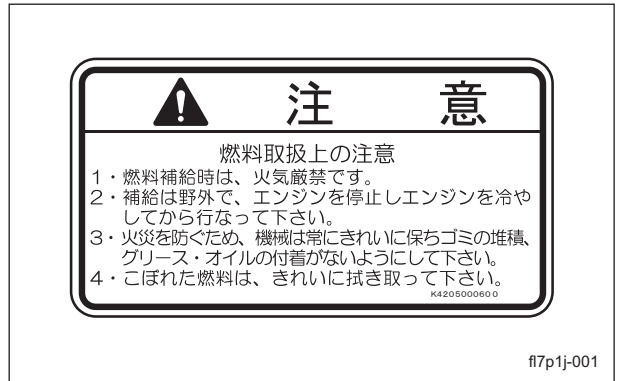 注 意
燃料取扱上の注意
1・燃料補給時は、火気厳禁です。
2・補給は野外で、エンジンを停止しエンジンを冷や
してから行なって下さい。
3・火災を防ぐため、機械は常にきれいに保ちゴミの堆積、
グリース・オイルの付着がないようにして下さい。
4・こぼれた燃料は、きれいに拭き取って下さい。
K4205000600
fl7p1j-001